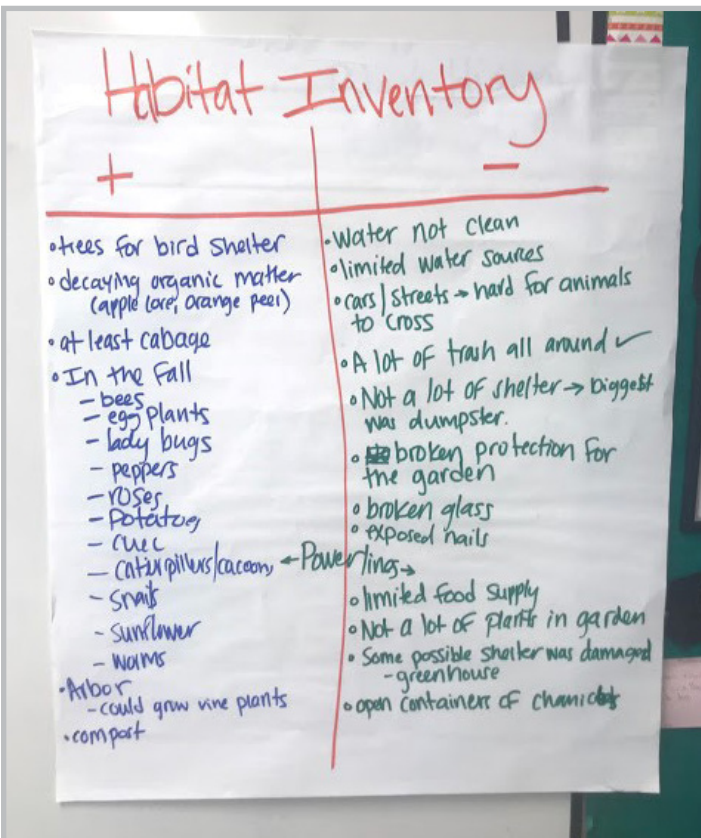 Habitat Inventory
+
• trees for bird shelter
• decaying organic matter
(apple core, orange peel)
• at least cabage
• In the Fall
– bees
– egg plants
– lady bugs
– peppers
– roses
– potatoes
– caterpillers/cacoons
– snails
– sunflower
– worms
• Arbor
– could grow vine plants
• compost
← Powerlines →
–
• Water not clean
• limited water sources
• cars/streets → hard for animals
to cross
• A lot of trash all around ✓
• Not a lot of shelter → biggest
was dumpster.
• broken protection for
the garden
• broken glass
• exposed nails
• limited food supply
• Not a lot of plants in garden
• Some possible shelter was damaged
– greenhouse
• open containers of